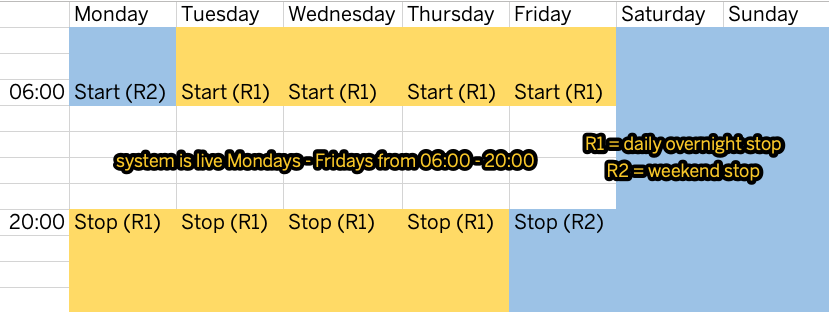 Monday Tuesday Wednesday Thursday Friday Saturday Sunday
06:00 Start (R2) Start (R1) Start (R1) Start (R1) Start (R1)
R1 = daily overnight stop
system is live Mondays - Fridays from 06:00 - 20:00
R2 = weekend stop
20:00 Stop (R1) Stop (R1) Stop (R1) Stop (R1) Stop (R2)